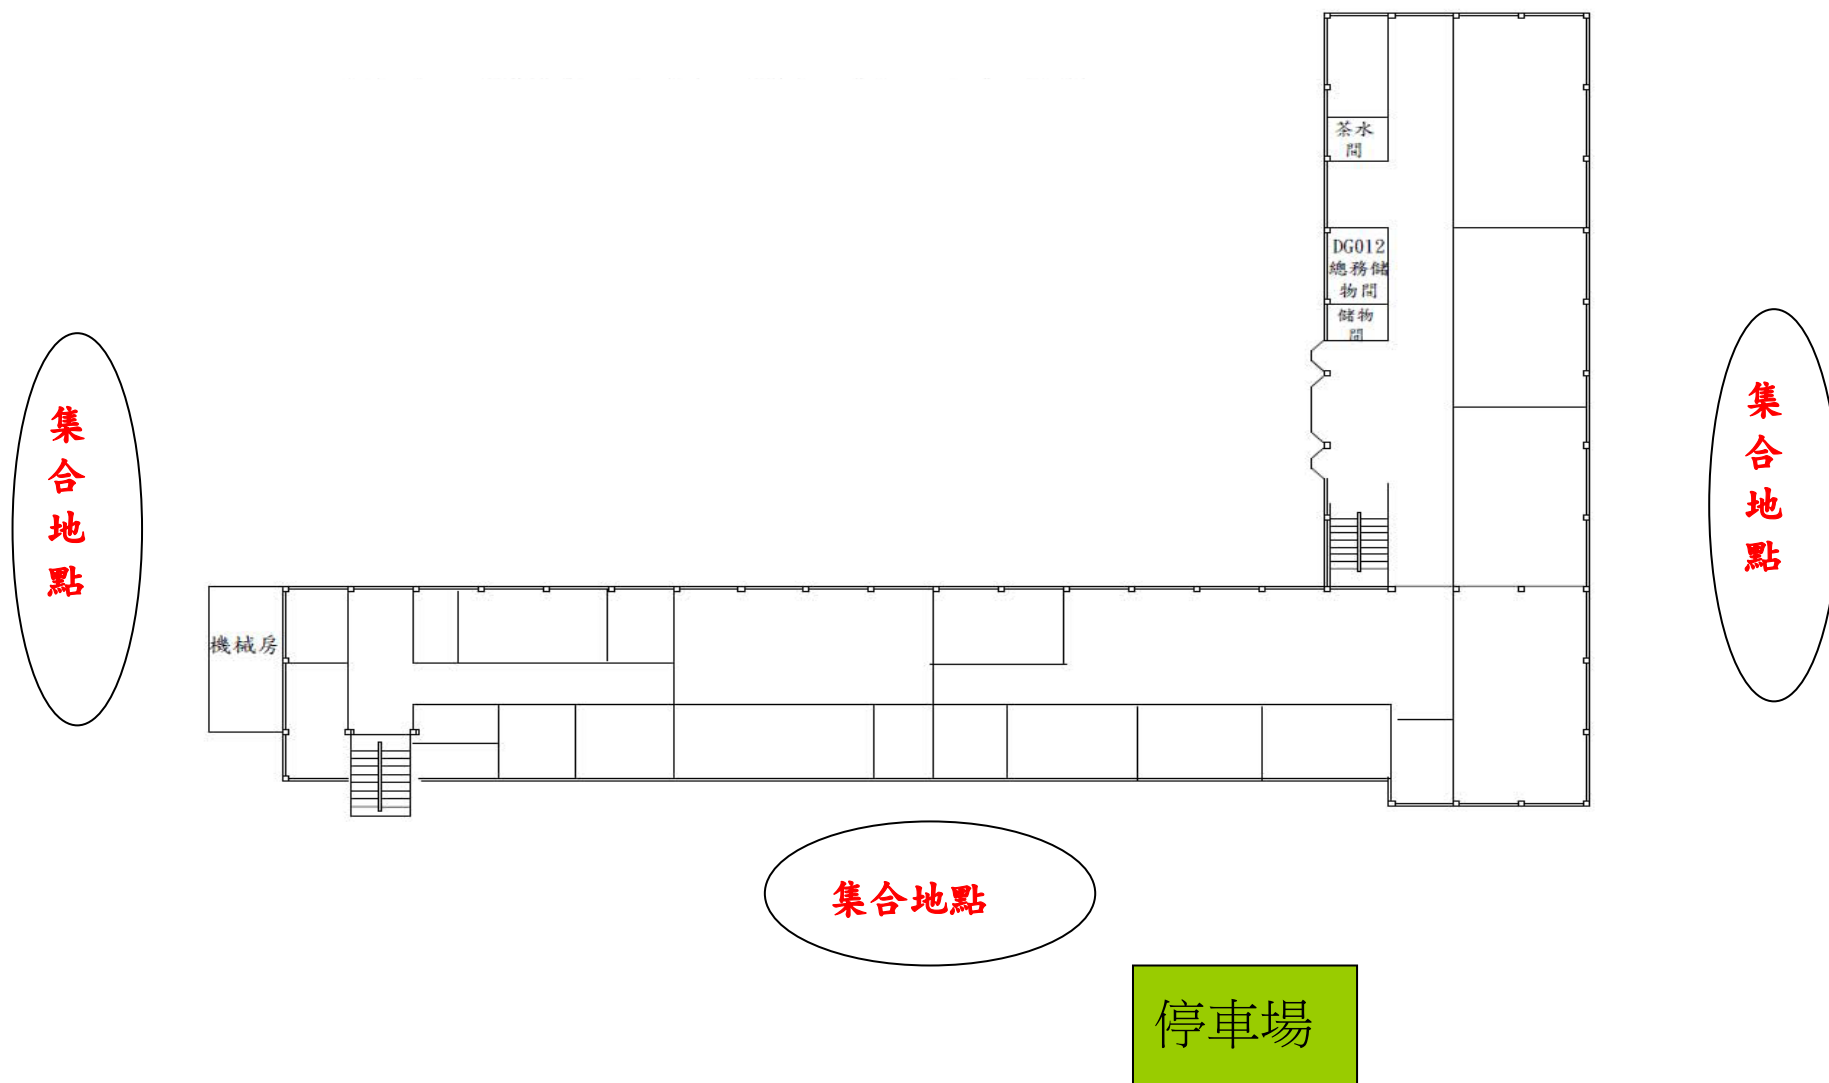 茶水
間
DG012
總務儲
物間
儲物
間
集
合
地
點
集
合
地
點
機械房
集合地點
停車場